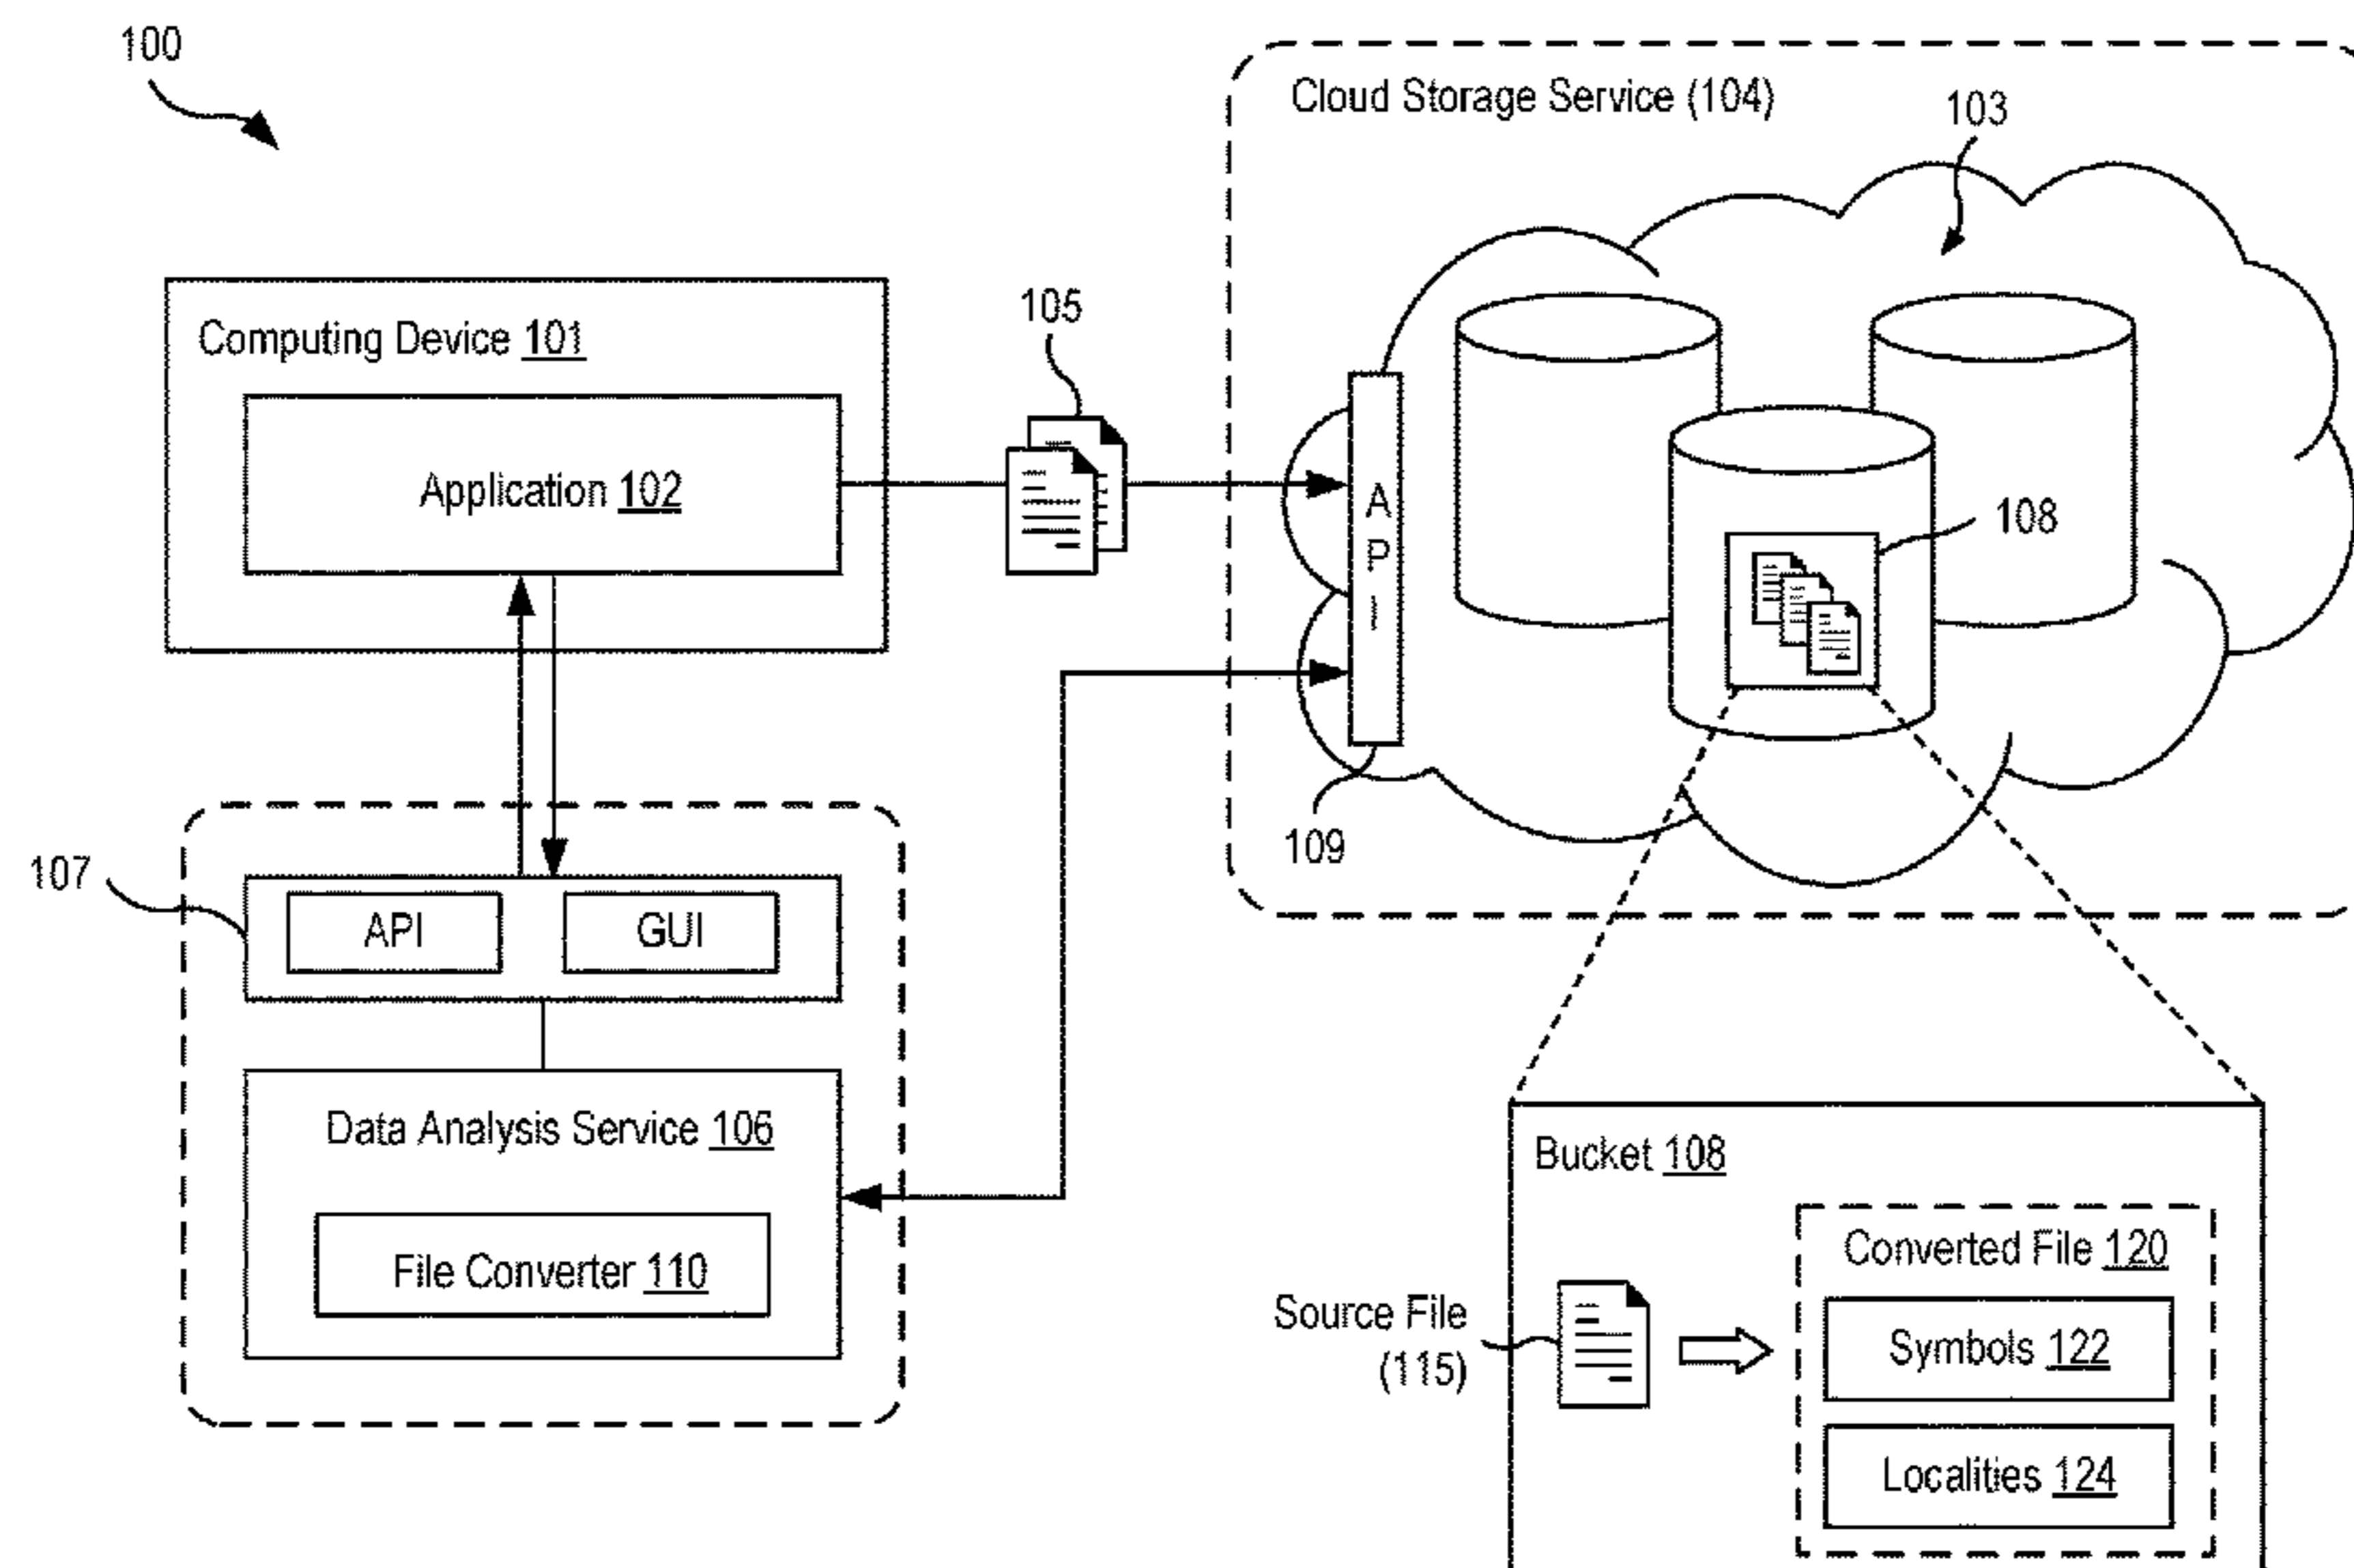 100
Cloud Storage Service (104)
103
105
Computing Device 101
Application 102
A
P
I
108
109
107
API
GUI
Data Analysis Service 106
File Converter 110
Bucket 108
Converted File 120
Source File
(115)
Symbols 122
Localities 124